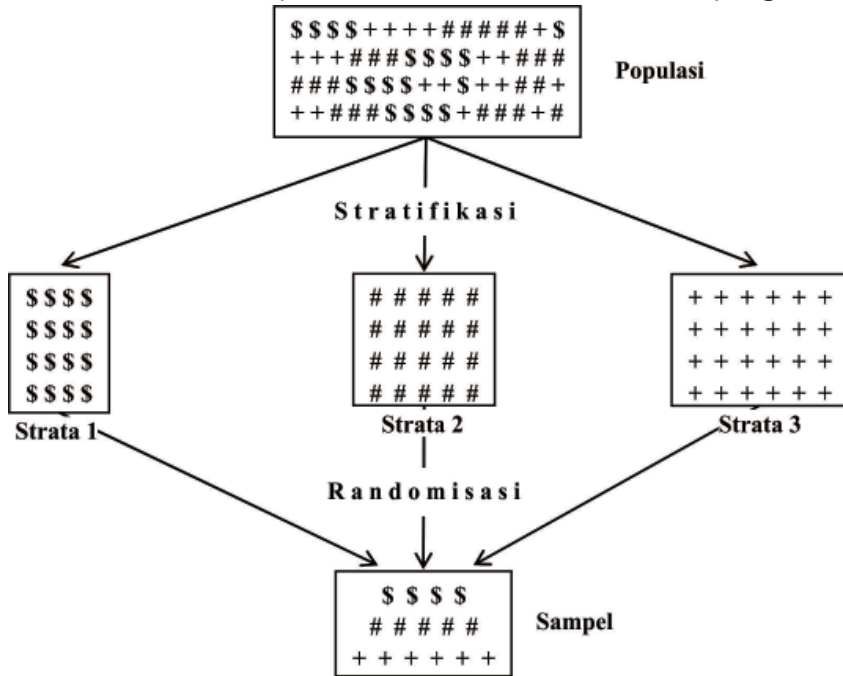 $$$$++++#####+$
+++###$$$$++###
Populasi
###$$$$++$++##+
++###$$$$+###+#
Stratifikasi
$$$$
$$$$
$$$$
$$$$
# # # # #
# # # # #
# # # # #
# # # # #
+ + + + + +
+ + + + + +
+ + + + + +
+ + + + + +
Strata 1
Strata 2
Strata 3
Randomisasi
$ $ $ $
# # # # #
+ + + + + +
Sampel